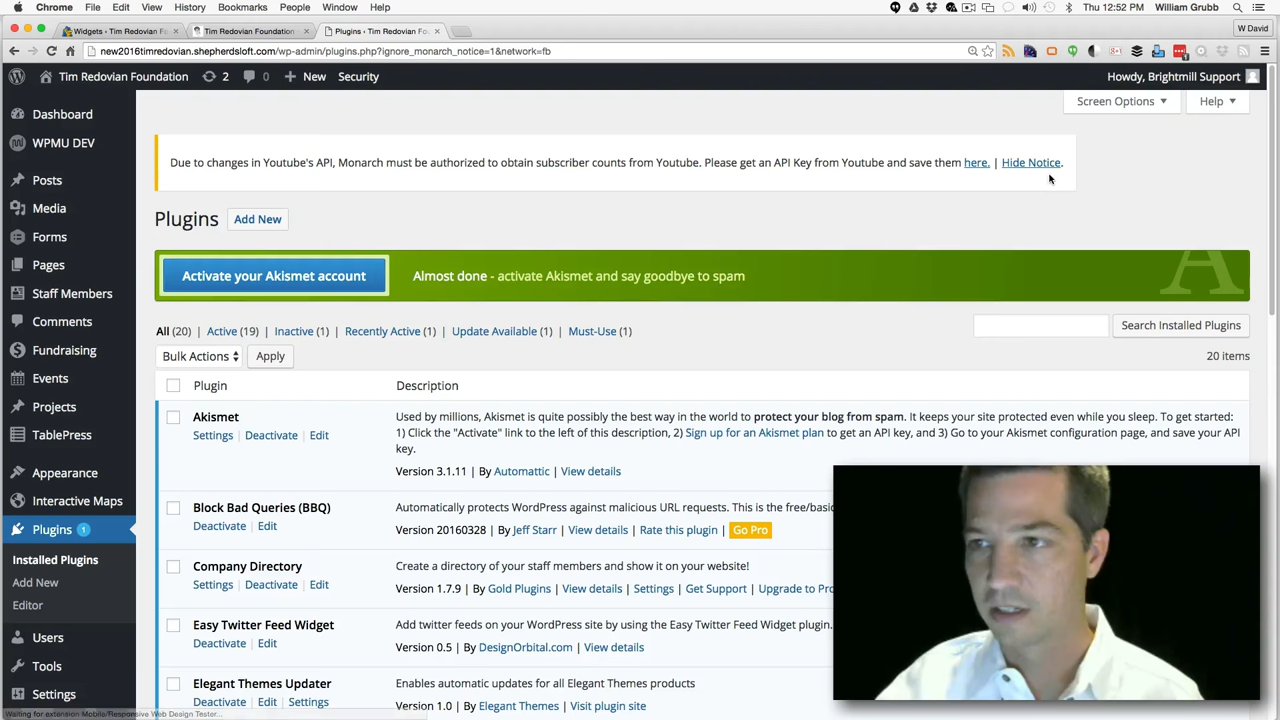 Chrome File Edit View History Bookmarks People Window Help Thu 12:52 PM William Grubb
Widgets ‹ Tim Redovian Fou Tim Redovian Foundation Plugins ‹ Tim Redovian Found W David
new2016timredovian.shepherdsloft.com/wp-admin/plugins.php?ignore_monarch_notice=1&network=fb
Tim Redovian Foundation 2 0 New Security Howdy, Brightmill Support
Screen Options Help
Dashboard
WPMU DEV
Posts
Media
Forms
Pages
Staff Members
Comments
Fundraising
Events
Projects
TablePress
Appearance
Interactive Maps
Plugins 1
Installed Plugins
Add New
Editor
Users
Tools
Settings
Due to changes in Youtube's API, Monarch must be authorized to obtain subscriber counts from Youtube. Please get an API Key from Youtube and save them here. | Hide Notice.
Plugins Add New
Activate your Akismet account Almost done - activate Akismet and say goodbye to spam
A
All (20) | Active (19) | Inactive (1) | Recently Active (1) | Update Available (1) | Must-Use (1)
Search Installed Plugins
Bulk Actions Apply 20 items
Plugin Description
Akismet
Settings | Deactivate | Edit
Used by millions, Akismet is quite possibly the best way in the world to protect your blog from spam. It keeps your site protected even while you sleep. To get started:
1) Click the "Activate" link to the left of this description, 2) Sign up for an Akismet plan to get an API key, and 3) Go to your Akismet configuration page, and save your API
key.
Version 3.1.11 | By Automattic | View details
Block Bad Queries (BBQ)
Deactivate | Edit
Automatically protects WordPress against malicious URL requests. This is the free/basi
Version 20160328 | By Jeff Starr | View details | Rate this plugin | Go Pro
Company Directory
Settings | Deactivate | Edit
Create a directory of your staff members and show it on your website!
Version 1.7.9 | By Gold Plugins | View details | Settings | Get Support | Upgrade to Pro
Easy Twitter Feed Widget
Deactivate | Edit
Add twitter feeds on your WordPress site by using the Easy Twitter Feed Widget plugin.
Version 0.5 | By DesignOrbital.com | View details
Elegant Themes Updater
Deactivate | Edit | Settings
Enables automatic updates for all Elegant Themes products
Version 1.0 | By Elegant Themes | Visit plugin site
Waiting for extension Mobile/Responsive Web Design Tester...